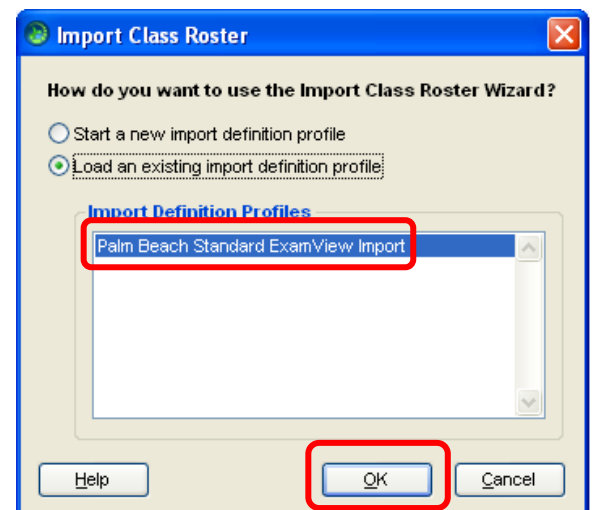 Import Class Roster
How do you want to use the Import Class Roster Wizard?
Start a new import definition profile
Load an existing import definition profile
Import Definition Profiles
Palm Beach Standard ExamView Import
Help
OK
Cancel